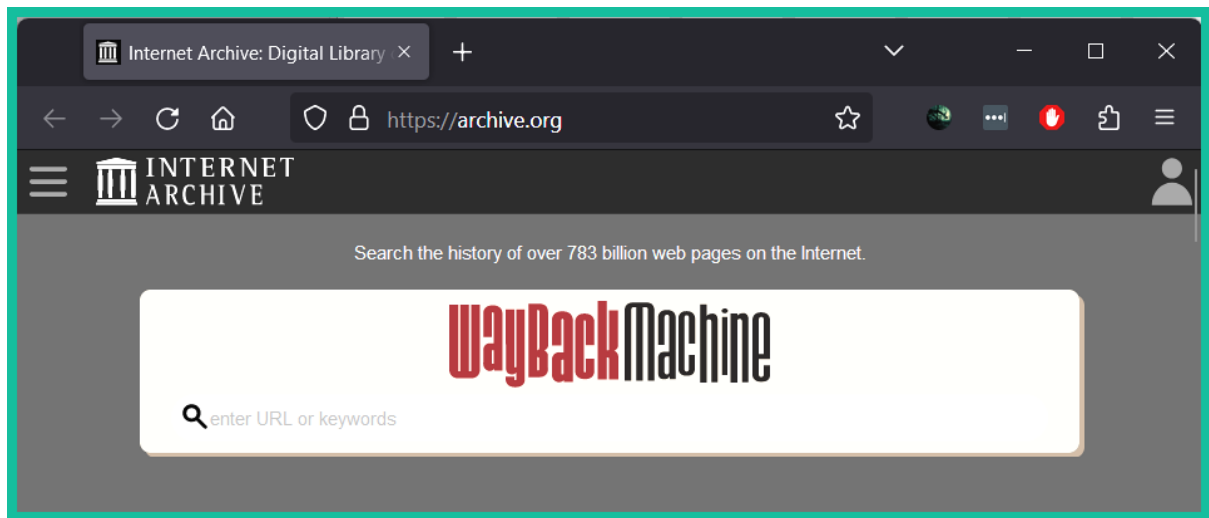 Internet Archive: Digital Library
https://archive.org
INTERNET
ARCHIVE
Search the history of over 783 billion web pages on the Internet.
WayBackMachine
enter URL or keywords